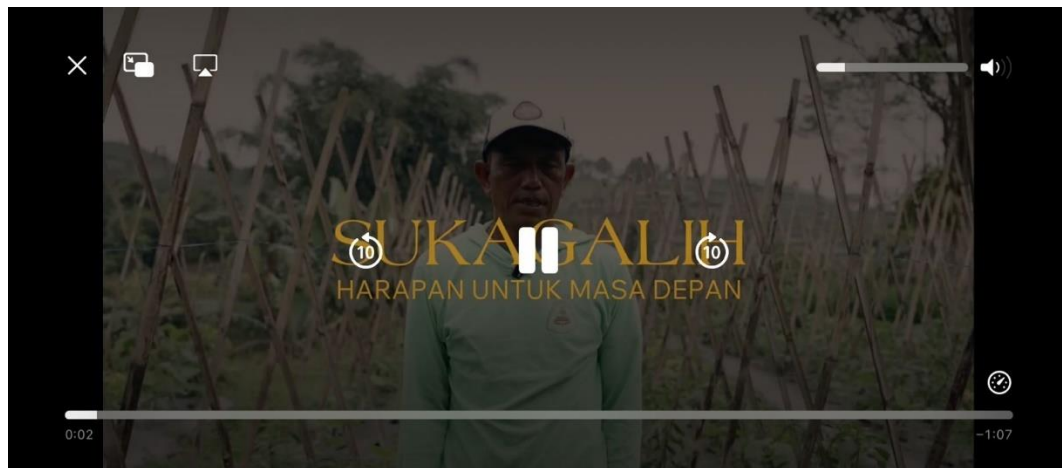 SUKAGALIH
HARAPAN UNTUK MASA DEPAN
10
10
0:02
-1:07